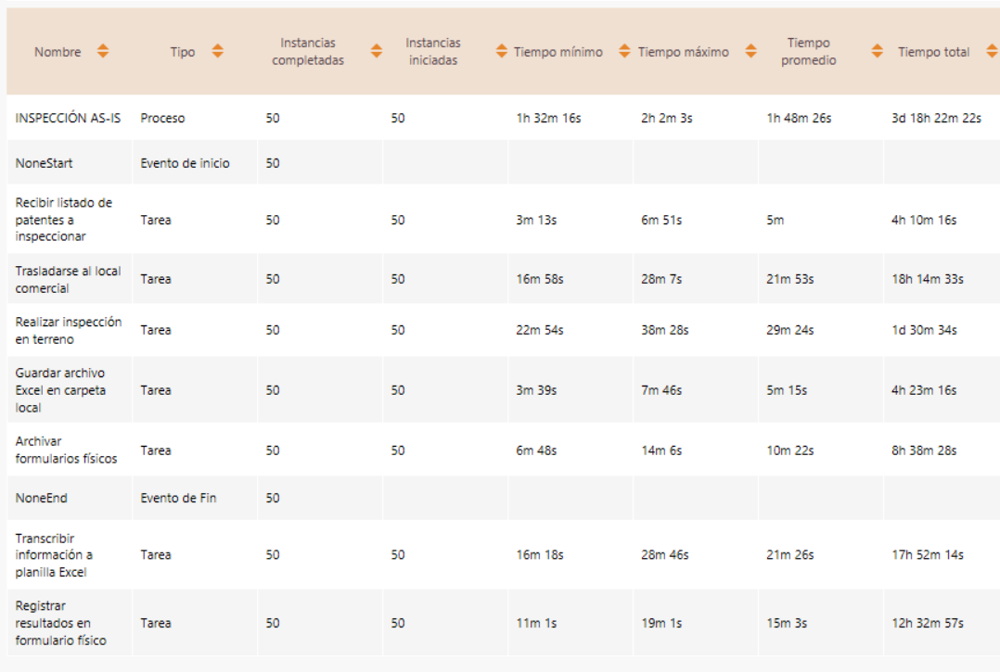 Nombre Tipo Instancias completadas Instancias iniciadas Tiempo mínimo Tiempo máximo Tiempo promedio Tiempo total
INSPECCIÓN AS-IS Proceso 50 50 1h 32m 16s 2h 2m 3s 1h 48m 26s 3d 18h 22m 22s
NoneStart Evento de inicio 50
Recibir listado de patentes a inspeccionar Tarea 50 50 3m 13s 6m 51s 5m 4h 10m 16s
Trasladarse al local comercial Tarea 50 50 16m 58s 28m 7s 21m 53s 18h 14m 33s
Realizar inspección en terreno Tarea 50 50 22m 54s 38m 28s 29m 24s 1d 30m 34s
Guardar archivo Excel en carpeta local Tarea 50 50 3m 39s 7m 46s 5m 15s 4h 23m 16s
Archivar formularios físicos Tarea 50 50 6m 48s 14m 6s 10m 22s 8h 38m 28s
NoneEnd Evento de Fin 50
Transcribir información a planilla Excel Tarea 50 50 16m 18s 28m 46s 21m 26s 17h 52m 14s
Registrar resultados en formulario físico Tarea 50 50 11m 1s 19m 1s 15m 3s 12h 32m 57s